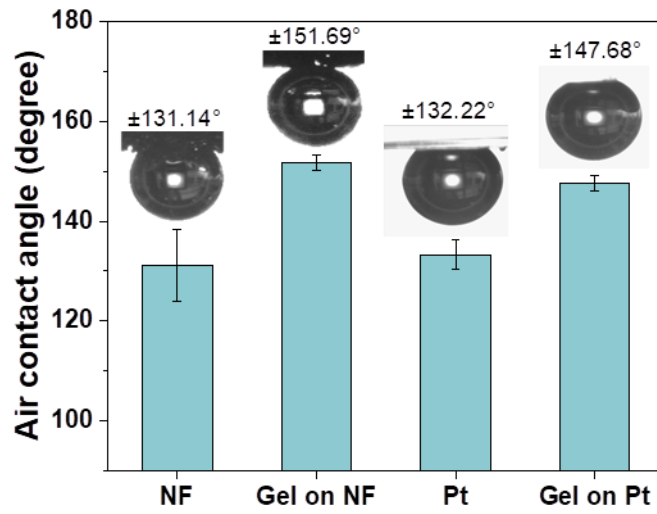 Air contact angle (degree)
180
160
140
120
100
±131.14°
±151.69°
±132.22°
±147.68°
NF
Gel on NF
Pt
Gel on Pt